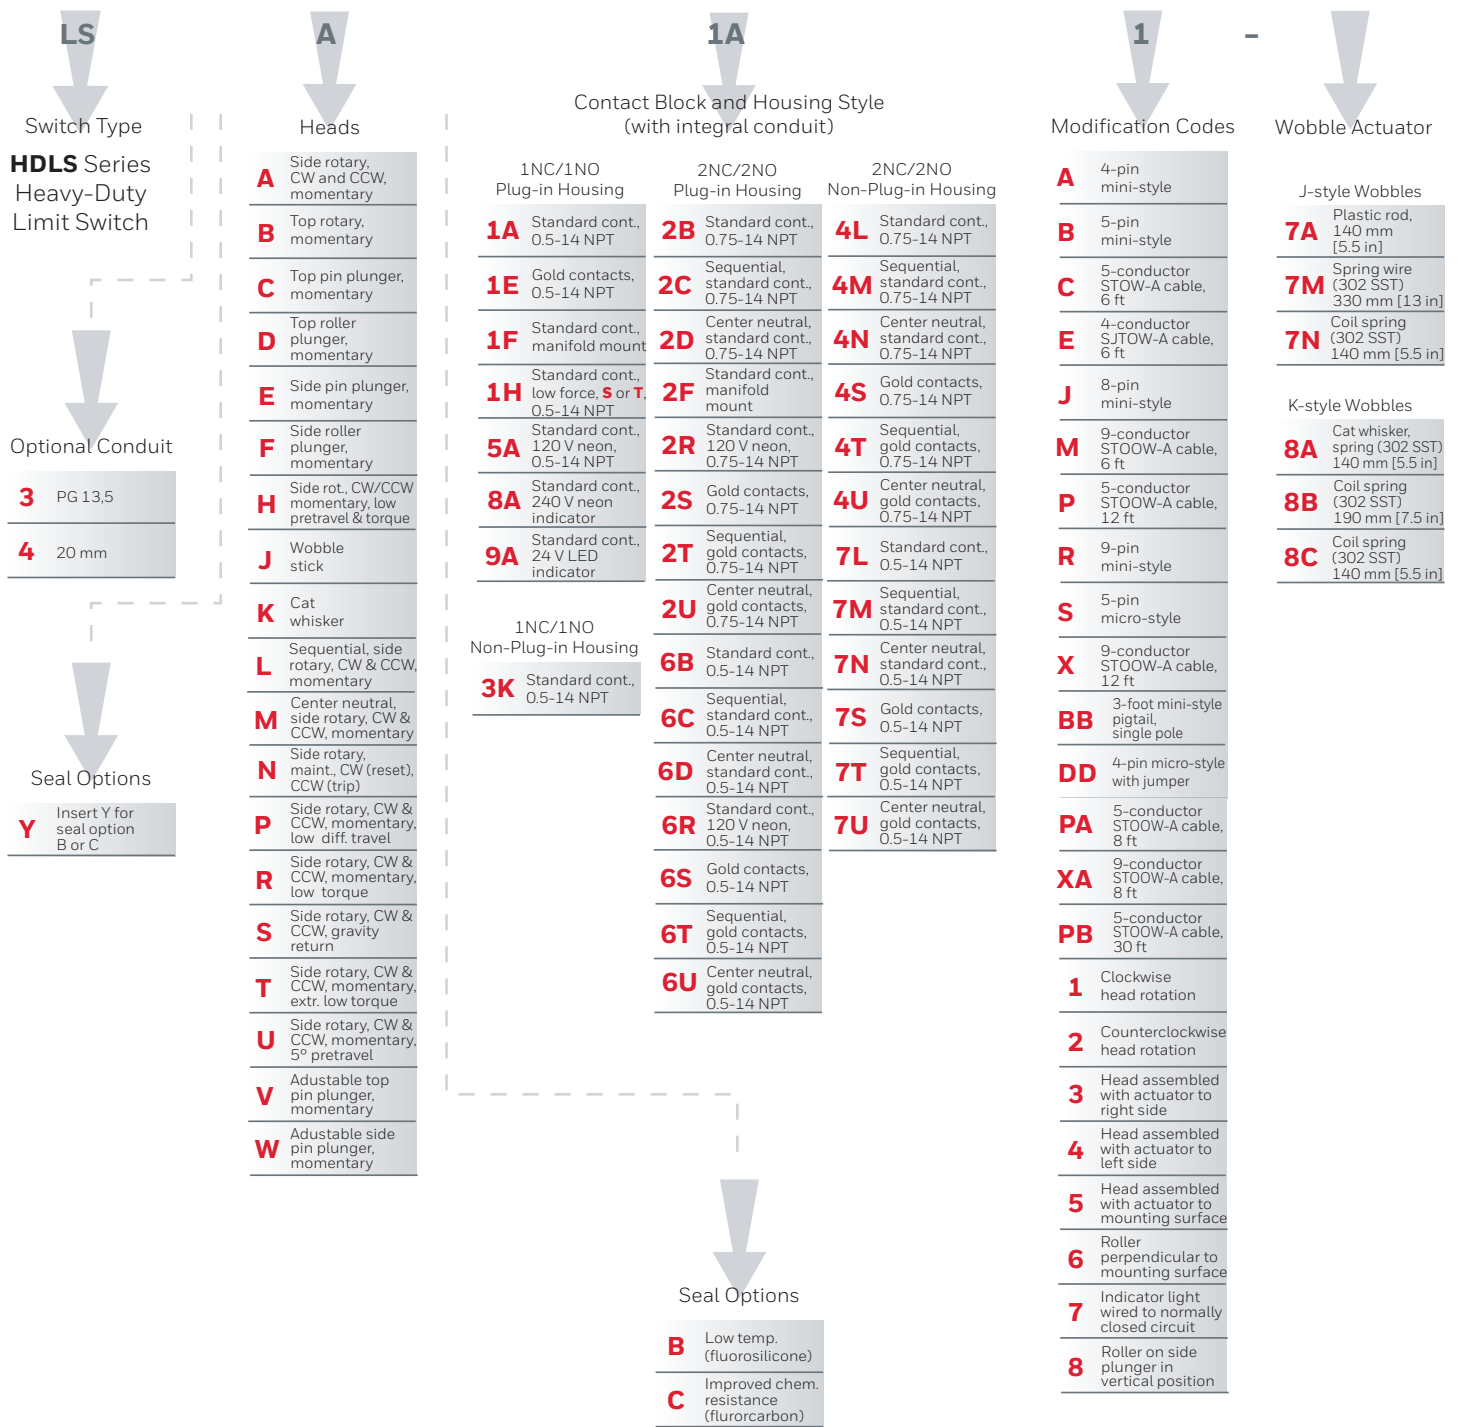 LS A 1A 1 -
Switch Type
HDLS Series
Heavy-Duty
Limit Switch
Optional Conduit
3 PG 13,5
4 20 mm
Seal Options
Y Insert Y for
seal option
B or C
Heads
A Side rotary,
CW and CCW,
momentary
B Top rotary,
momentary
C Top pin plunger,
momentary
D Top roller
plunger,
momentary
E Side pin plunger,
momentary
F Side roller
plunger,
momentary
H Side rot., CW/CCW
momentary, low
pretravel & torque
J Wobble
stick
K Cat
whisker
L Sequential, side
rotary, CW & CCW,
momentary
M Center neutral,
side rotary, CW &
CCW, momentary
N Side rotary,
maint., CW (reset),
CCW (trip)
P Side rotary, CW &
CCW, momentary,
low diff. travel
R Side rotary, CW &
CCW, momentary,
low torque
S Side rotary, CW &
CCW, gravity
return
T Side rotary, CW &
CCW, momentary,
extr. low torque
U Side rotary, CW &
CCW, momentary,
5° pretravel
V Adustable top
pin plunger,
momentary
W Adustable side
pin plunger,
momentary
Contact Block and Housing Style
(with integral conduit)
1NC/1NO
Plug-in Housing
1A Standard cont.,
0.5-14 NPT
1E Gold contacts,
0.5-14 NPT
1F Standard cont.,
manifold mount
1H Standard cont.,
low force, S or T,
0.5-14 NPT
5A Standard cont.,
120 V neon,
0.5-14 NPT
8A Standard cont.,
240 V neon
indicator
9A Standard cont.,
24 V LED
indicator
1NC/1NO
Non-Plug-in Housing
3K Standard cont.,
0.5-14 NPT
2NC/2NO
Plug-in Housing
2B Standard cont.,
0.75-14 NPT
2C Sequential,
standard cont.,
0.75-14 NPT
2D Center neutral,
standard cont.,
0.75-14 NPT
2F Standard cont.,
manifold
mount
2R Standard cont.,
120 V neon,
0.75-14 NPT
2S Gold contacts,
0.75-14 NPT
2T Sequential,
gold contacts,
0.75-14 NPT
2U Center neutral,
gold contacts,
0.75-14 NPT
6B Standard cont.,
0.5-14 NPT
6C Sequential,
standard cont.,
0.5-14 NPT
6D Center neutral,
standard cont.,
0.5-14 NPT
6R Standard cont.,
120 V neon,
0.5-14 NPT
6S Gold contacts,
0.5-14 NPT
6T Sequential,
gold contacts,
0.5-14 NPT
6U Center neutral,
gold contacts,
0.5-14 NPT
2NC/2NO
Non-Plug-in Housing
4L Standard cont.,
0.75-14 NPT
4M Sequential,
standard cont.,
0.75-14 NPT
4N Center neutral,
standard cont.,
0.75-14 NPT
4S Gold contacts,
0.75-14 NPT
4T Sequential,
gold contacts,
0.75-14 NPT
4U Center neutral,
gold contacts,
0.75-14 NPT
7L Standard cont.,
0.5-14 NPT
7M Sequential,
standard cont.,
0.5-14 NPT
7N Center neutral,
standard cont.,
0.5-14 NPT
7S Gold contacts,
0.5-14 NPT
7T Sequential,
gold contacts,
0.5-14 NPT
7U Center neutral,
gold contacts,
0.5-14 NPT
Seal Options
B Low temp.
(fluorosilicone)
C Improved chem.
resistance
(flurorcarbon)
Modification Codes
A 4-pin
mini-style
B 5-pin
mini-style
C 5-conductor
STOW-A cable,
6 ft
E 4-conductor
SJTOW-A cable,
6 ft
J 8-pin
mini-style
M 9-conductor
STOOW-A cable,
6 ft
P 5-conductor
STOOW-A cable,
12 ft
R 9-pin
mini-style
S 5-pin
micro-style
X 9-conductor
STOOW-A cable,
12 ft
BB 3-foot mini-style
pigtail,
single pole
DD 4-pin micro-style
with jumper
PA 5-conductor
STOOW-A cable,
8 ft
XA 9-conductor
STOOW-A cable,
8 ft
PB 5-conductor
STOOW-A cable,
30 ft
1 Clockwise
head rotation
2 Counterclockwise
head rotation
3 Head assembled
with actuator to
right side
4 Head assembled
with actuator to
left side
5 Head assembled
with actuator to
mounting surface
6 Roller
perpendicular to
mounting surface
7 Indicator light
wired to normally
closed circuit
8 Roller on side
plunger in
vertical position
Wobble Actuator
J-style Wobbles
7A Plastic rod,
140 mm
[5.5 in]
7M Spring wire
(302 SST)
330 mm [13 in]
7N Coil spring
(302 SST)
140 mm [5.5 in]
K-style Wobbles
8A Cat whisker,
spring (302 SST)
140 mm [5.5 in]
8B Coil spring
(302 SST)
190 mm [7.5 in]
8C Coil spring
(302 SST)
140 mm [5.5 in]